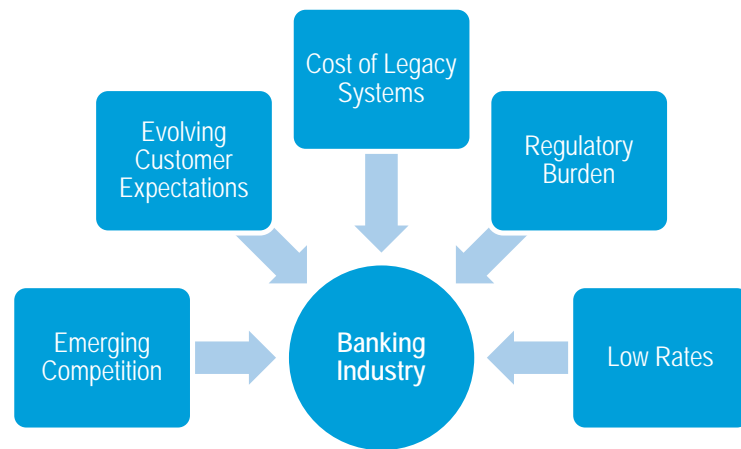 Cost of Legacy
Systems
Evolving
Customer
Expectations
Regulatory
Burden
Emerging
Competition
Banking
Industry
Low Rates